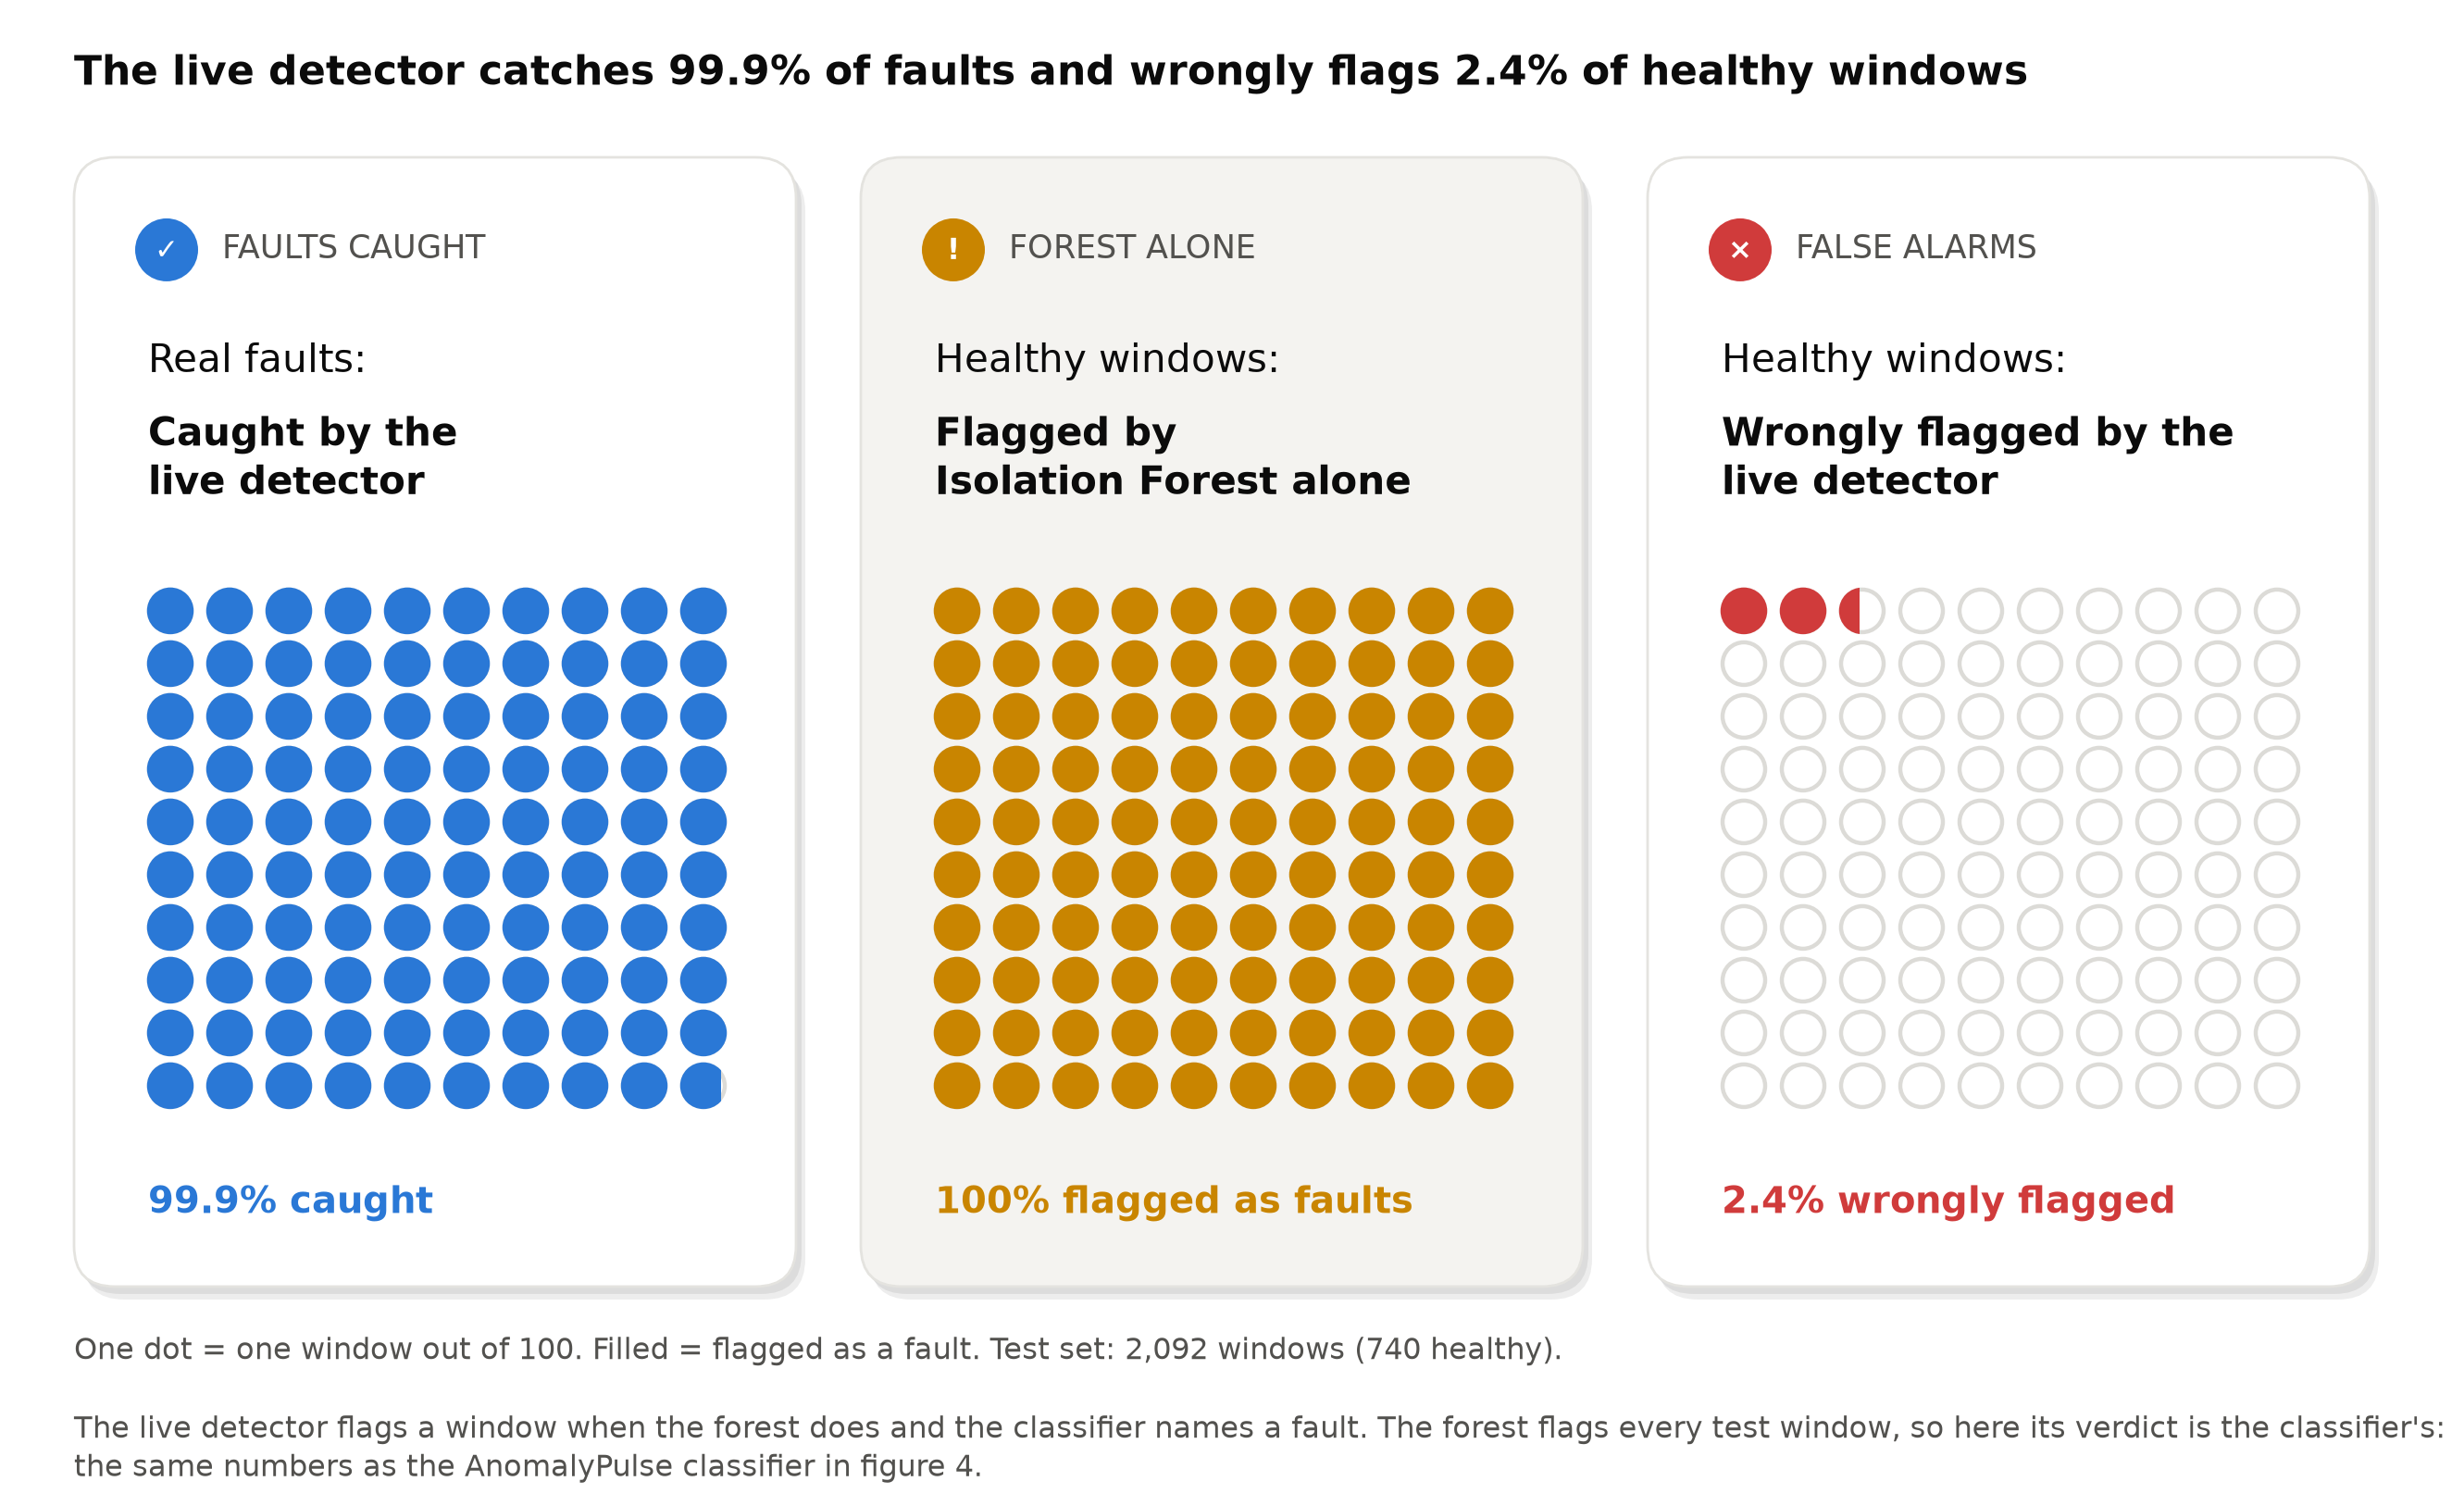 The live detector catches 99.9% of faults and wrongly flags 2.4% of healthy windows
✓ FAULTS CAUGHT
Real faults:
Caught by the
live detector
99.9% caught
! FOREST ALONE
Healthy windows:
Flagged by
Isolation Forest alone
100% flagged as faults
× FALSE ALARMS
Healthy windows:
Wrongly flagged by the
live detector
2.4% wrongly flagged
One dot = one window out of 100. Filled = flagged as a fault. Test set: 2,092 windows (740 healthy).
The live detector flags a window when the forest does and the classifier names a fault. The forest flags every test window, so here its verdict is the classifier's:
the same numbers as the AnomalyPulse classifier in figure 4.